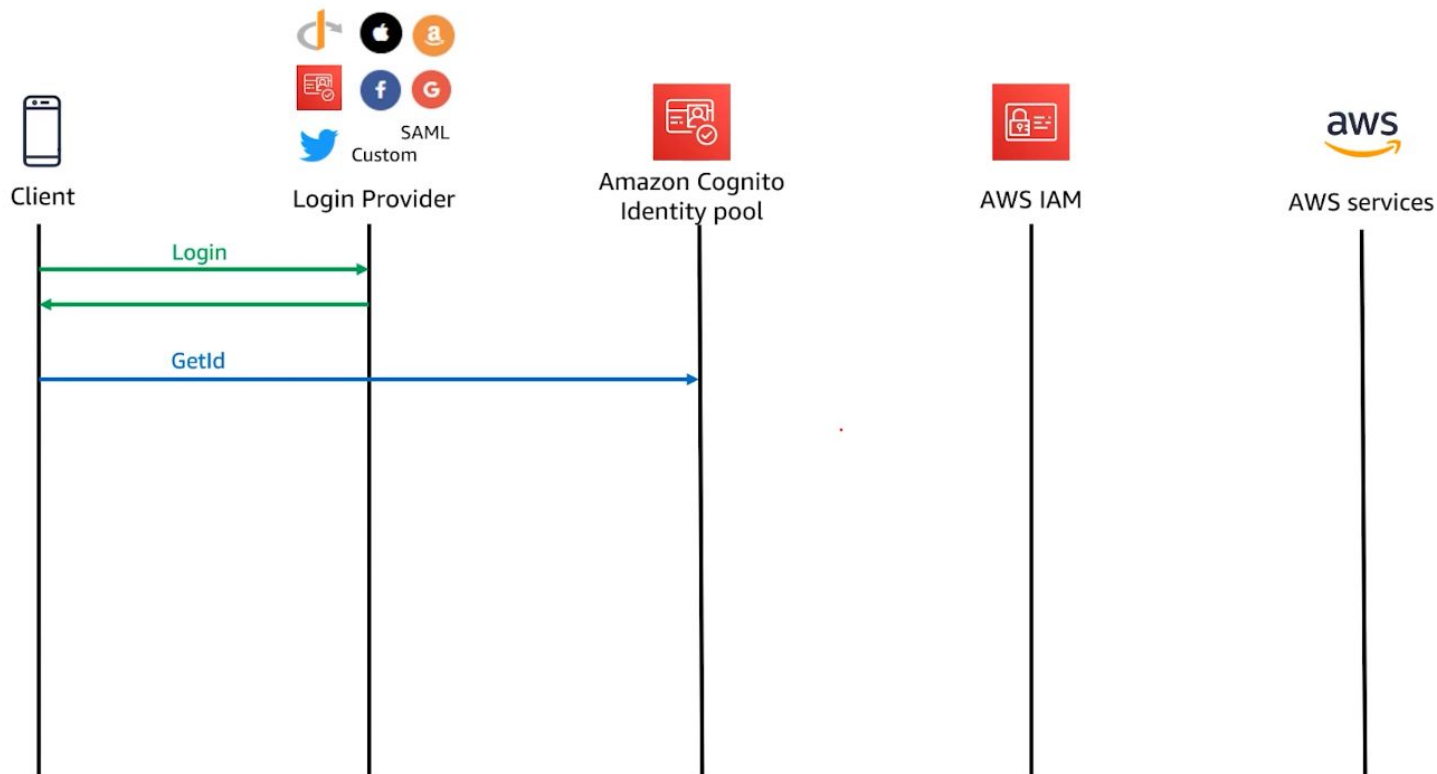 SAML
Custom
Client
Login Provider
Amazon Cognito
Identity pool
AWS IAM
aws
AWS services
Login
GetId